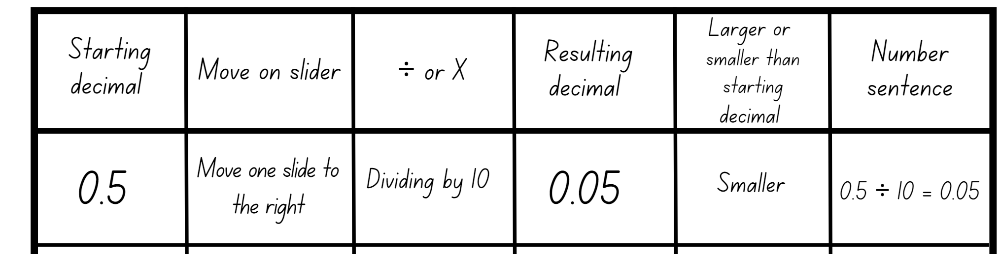 Starting
decimal
Move on slider
÷ or X
Resulting
decimal
Larger or
smaller than
starting
decimal
Number
sentence
0.5
Move one slide to
the right
Dividing by 10
0.05
Smaller
0.5 ÷ 10 = 0.05